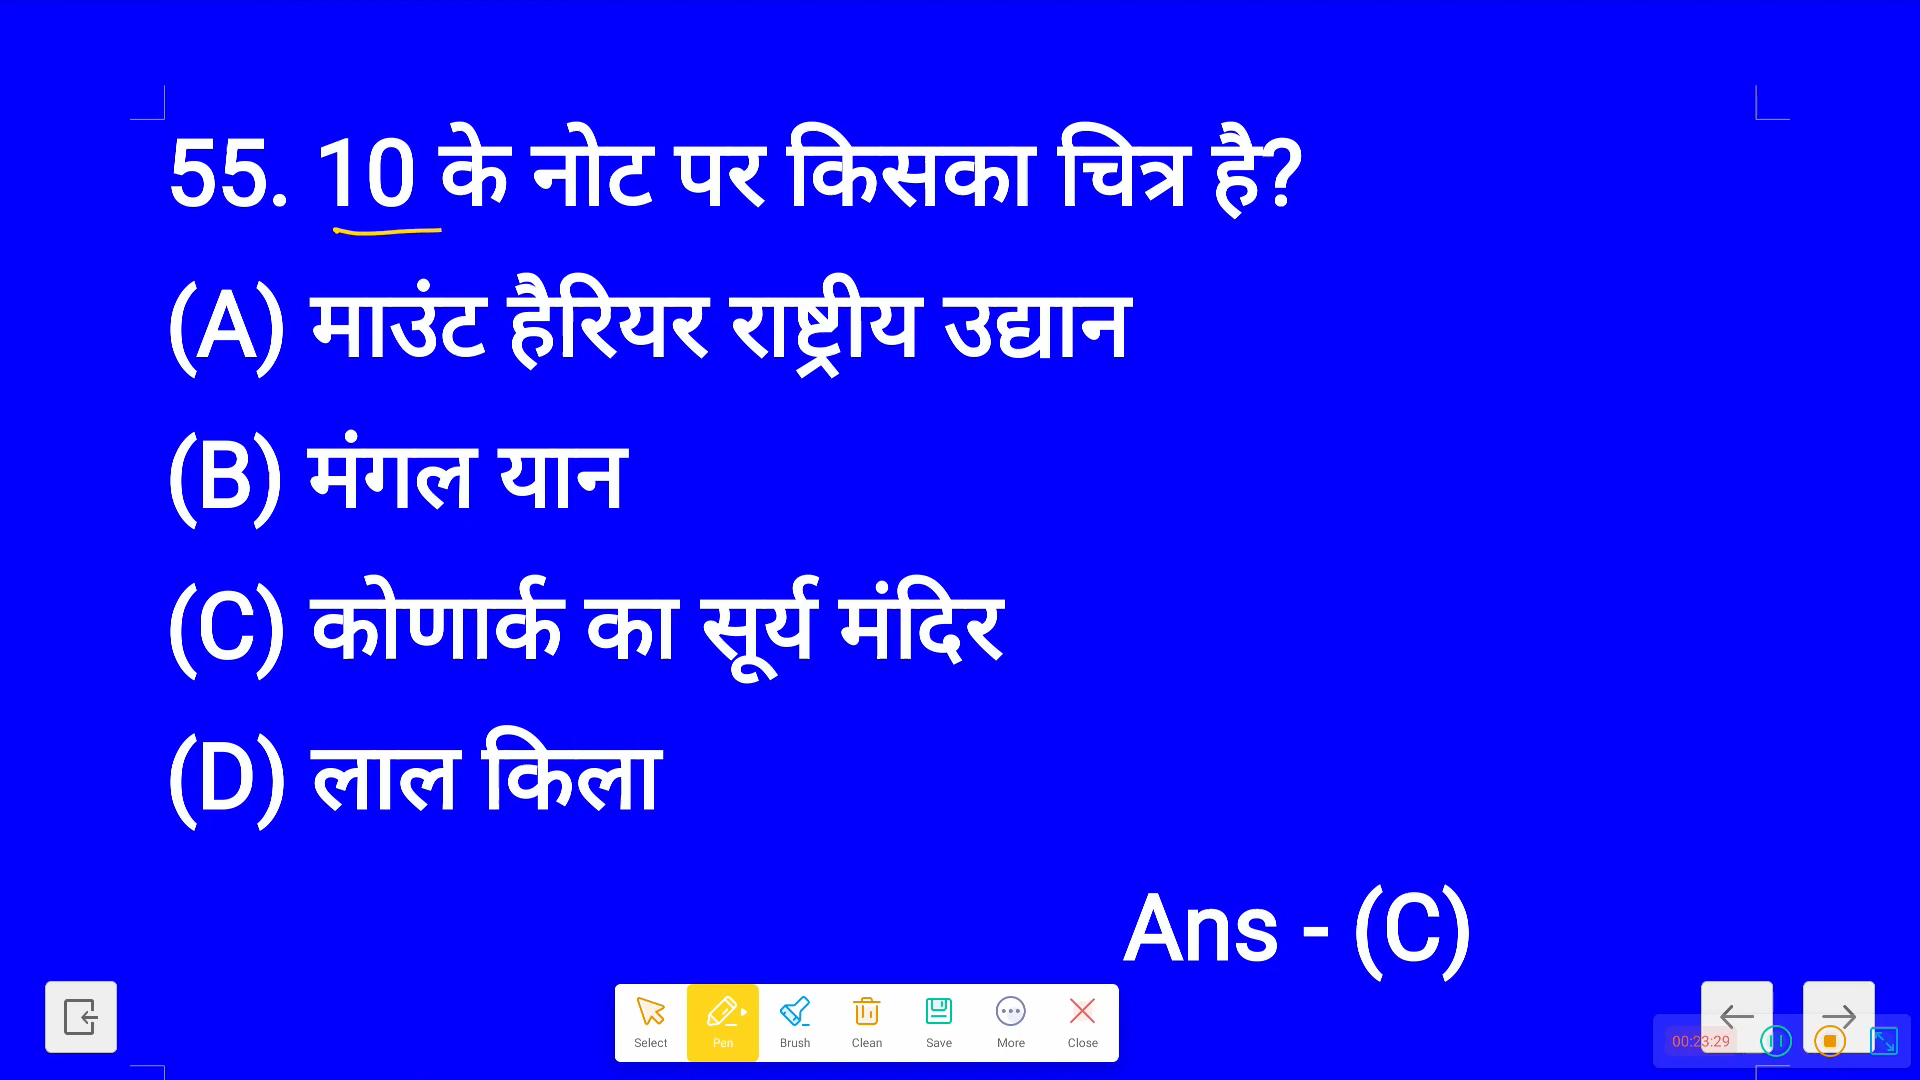 55. 10 के नोट पर किसका चित्र है?
(A) माउंट हैरियर राष्ट्रीय उद्यान
(B) मंगल यान
(C) कोणार्क का सूर्य मंदिर
(D) लाल किला
Ans - (C)
Select Pen Brush Clean Save More Close
00:23:29